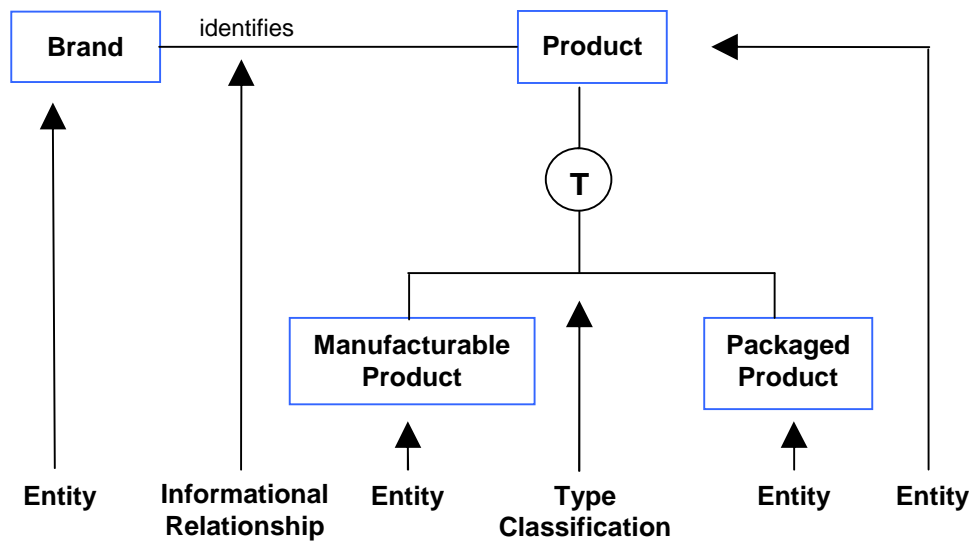 identifies
Brand
Product
T
Manufacturable
Product
Packaged
Product
Entity
Informational
Relationship
Entity
Type
Classification
Entity
Entity